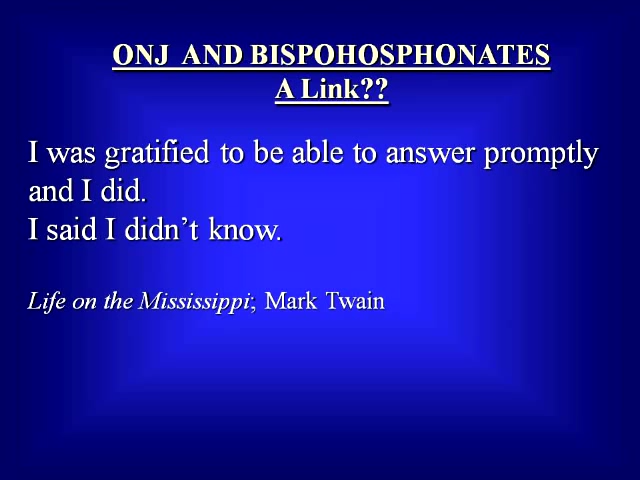 ONJ AND BISPOHOSPHONATES
A Link??
I was gratified to be able to answer promptly
and I did.
I said I didn’t know.
Life on the Mississippi; Mark Twain